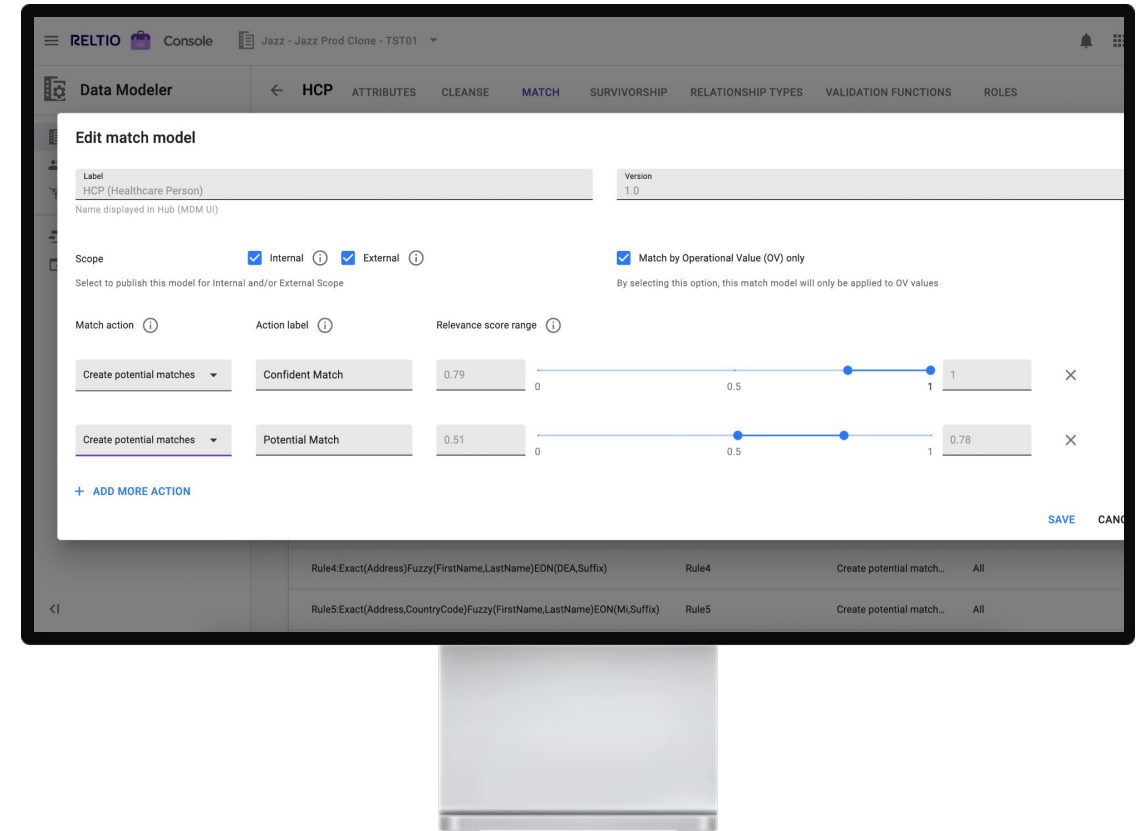 RELTIO Console Jazz - Jazz Prod Clone - TST01
Data Modeler HCP ATTRIBUTES CLEANSE MATCH SURVIVORSHIP RELATIONSHIP TYPES VALIDATION FUNCTIONS ROLES
Edit match model
Label Version
HCP (Healthcare Person) 1.0
Name displayed in Hub (MDM UI)
Scope Internal External Match by Operational Value (OV) only
Select to publish this model for Internal and/or External Scope By selecting this option, this match model will only be applied to OV values
Match action Action label Relevance score range
Create potential matches Confident Match 0.79 1
0 0.5 1
Create potential matches Potential Match 0.51 0.78
0 0.5 1
+ ADD MORE ACTION
SAVE CANC
Rule4:Exact(Address)Fuzzy(FirstName,LastName)EON(DEA,Suffix) Rule4 Create potential match... All
Rule5:Exact(Address,CountryCode)Fuzzy(FirstName,LastName)EON(Mi,Suffix) Rule5 Create potential match... All